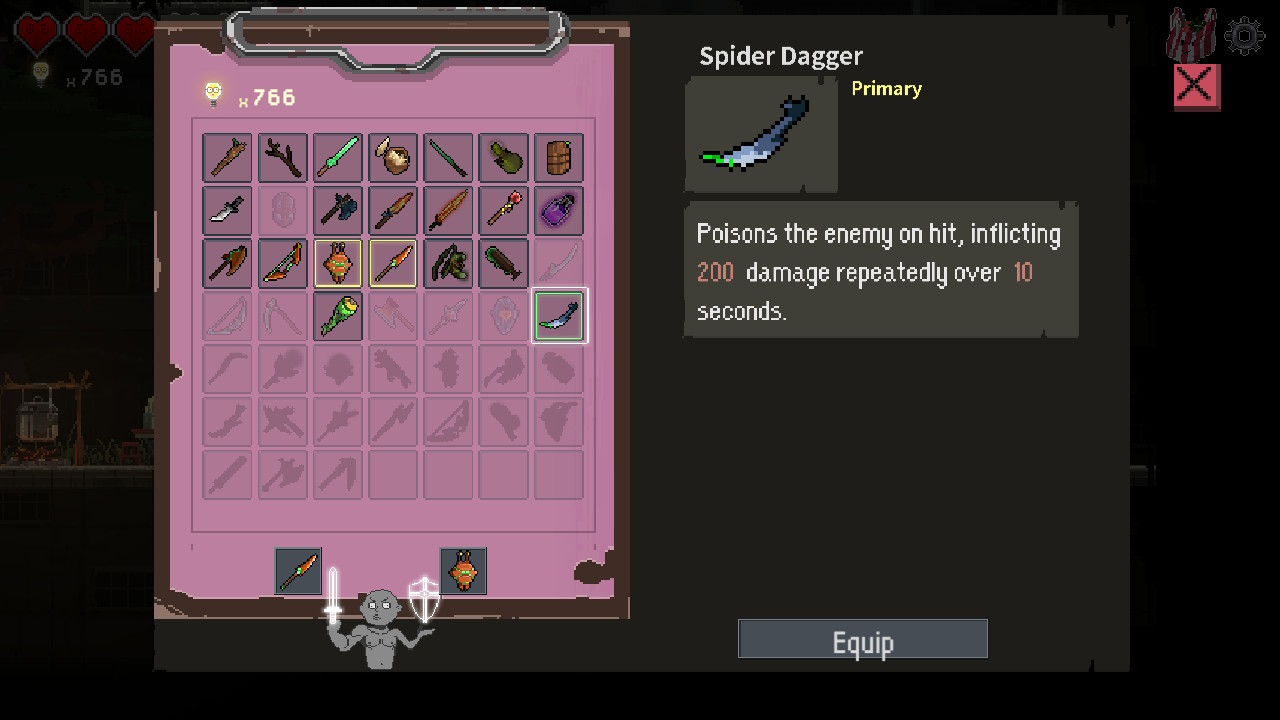 x766
x766
Spider Dagger
Primary
Poisons the enemy on hit, inflicting
200 damage repeatedly over 10
seconds.
Equip